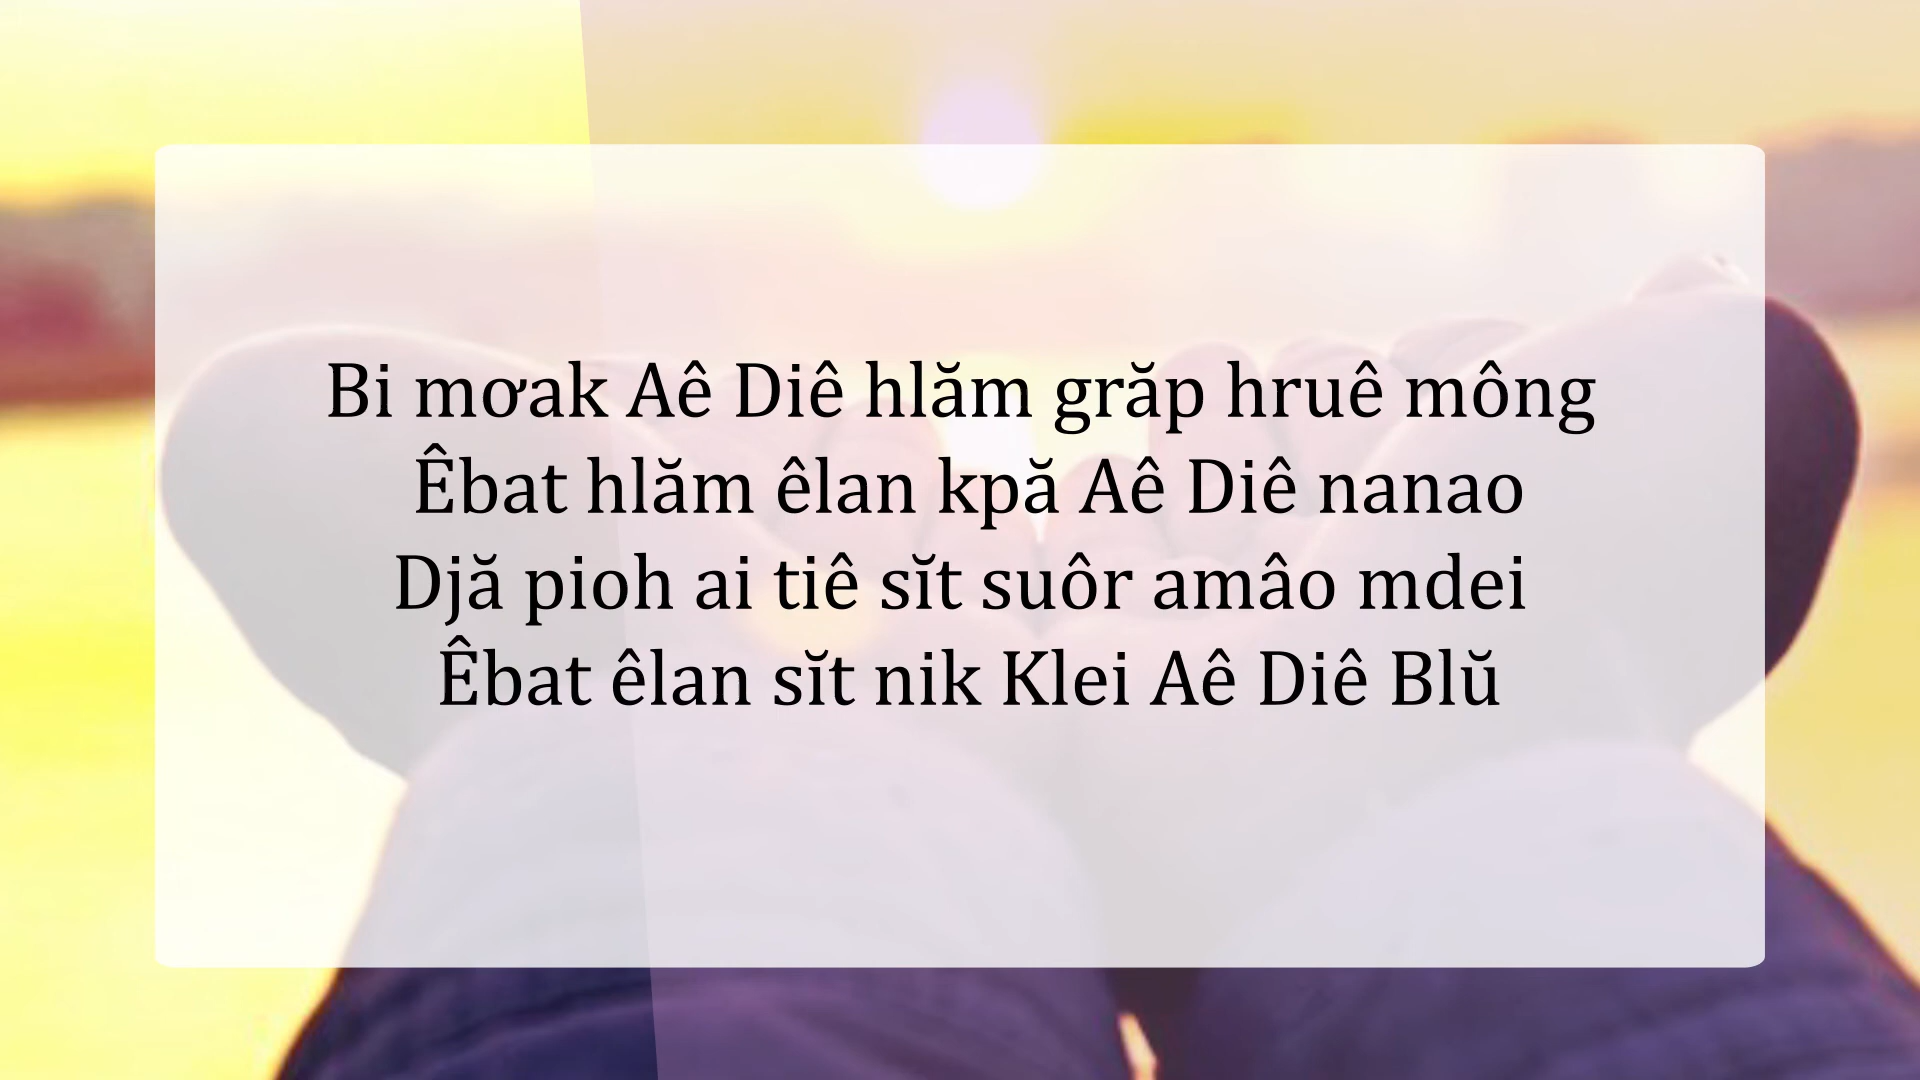 Bi mơak Aê Diê hlăm grăp hruê mông
Êbat hlăm êlan kpă Aê Diê nanao
Djă pioh ai tiê sĭt suôr amâo mdei
Êbat êlan sĭt nik Klei Aê Diê Blŭ